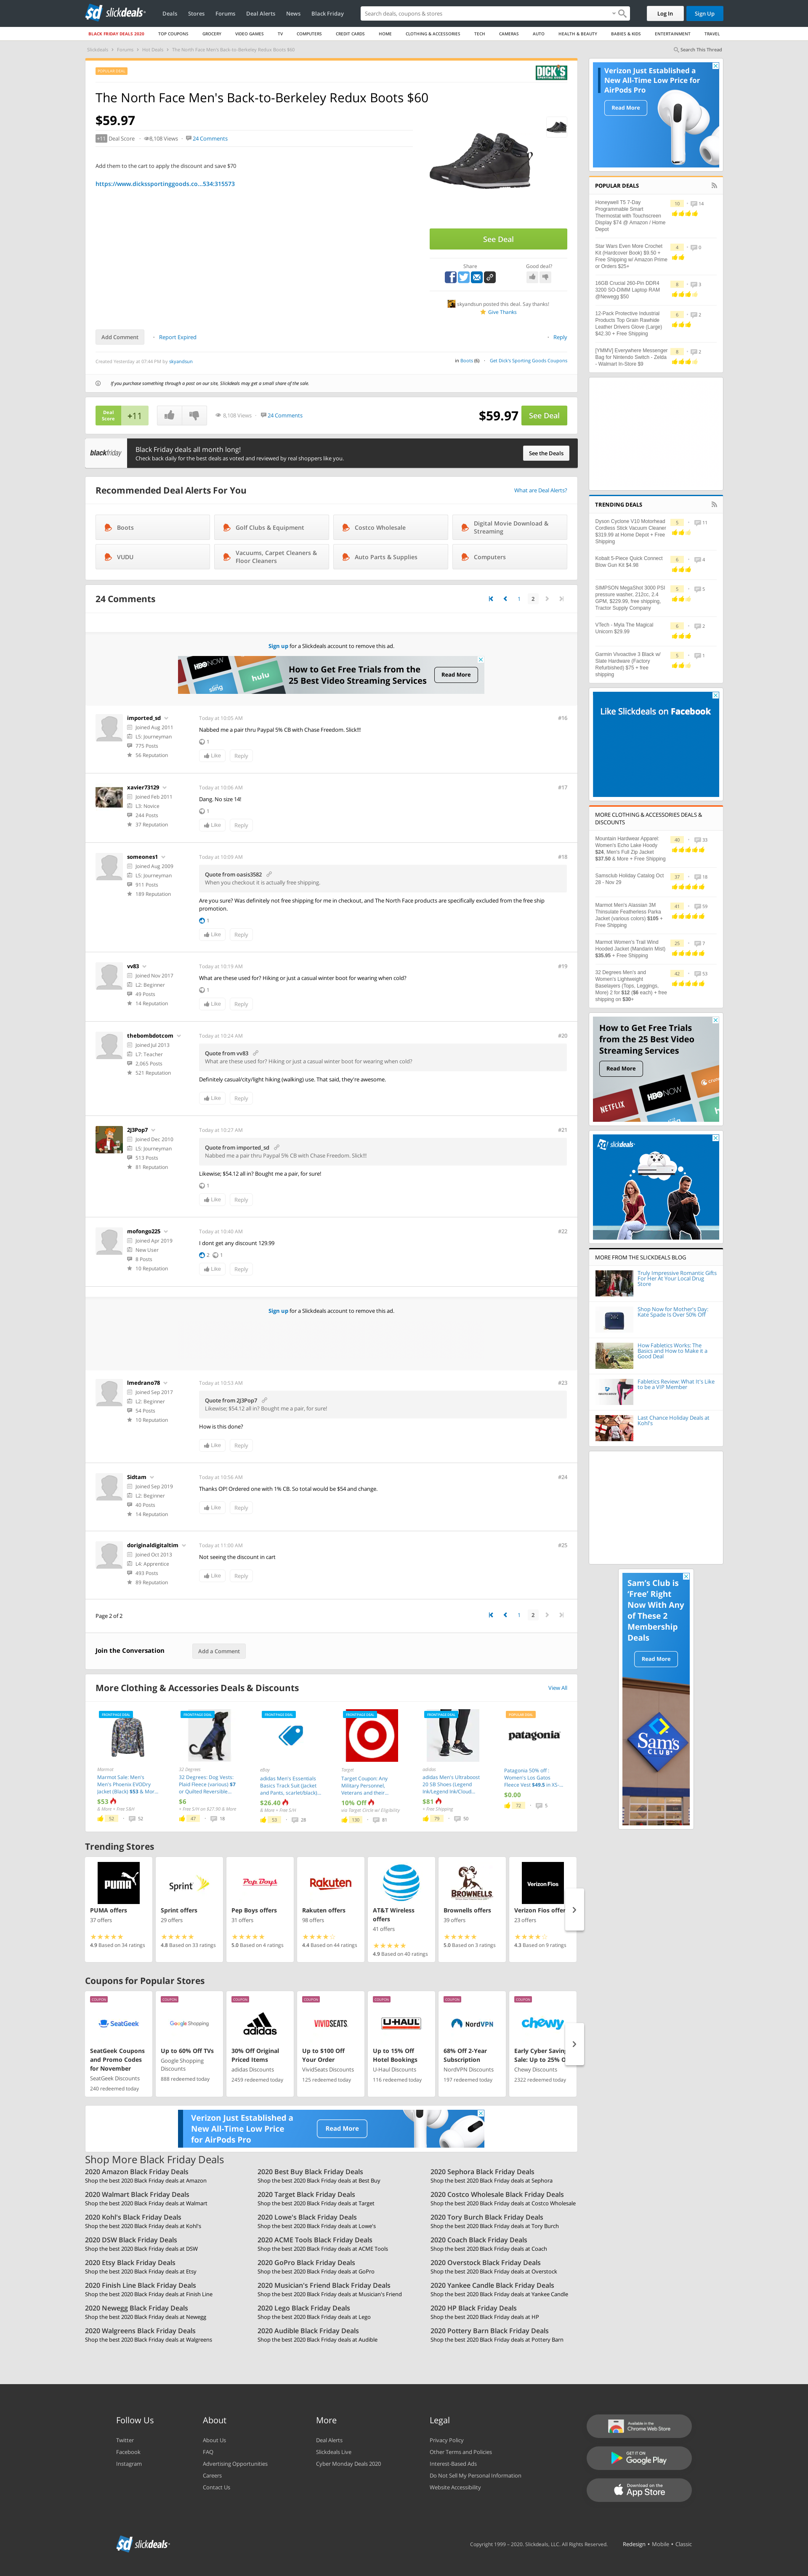 slickdeals
Deals Stores Forums Deal Alerts News Black Friday
Search deals, coupons & stores
Log In Sign Up
BLACK FRIDAY DEALS 2020 TOP COUPONS GROCERY VIDEO GAMES TV COMPUTERS CREDIT CARDS HOME CLOTHING & ACCESSORIES TECH CAMERAS AUTO HEALTH & BEAUTY BABIES & KIDS ENTERTAINMENT TRAVEL
Slickdeals Forums Hot Deals The North Face Men's Back-to-Berkeley Redux Boots $60
Search This Thread
DICK'S
The North Face Men's Back-to-Berkeley Redux Boots $60
$59.97
+11 Deal Score 8,108 Views 24 Comments
Add them to the cart to apply the discount and save $70
https://www.dickssportinggoods.co...534:315573
See Deal
Share Good deal?
skyandsun posted this deal. Say thanks!
Give Thanks
Add Comment Report Expired Reply
Created Yesterday at 07:44 PM by skyandsun
in Boots (6) Get Dick's Sporting Goods Coupons
If you purchase something through a post on our site, Slickdeals may get a small share of the sale.
Deal Score +11 8,108 Views 24 Comments $59.97 See Deal
blackfriday
Black Friday deals all month long!
Check back daily for the best deals as voted and reviewed by real shoppers like you.
See the Deals
Recommended Deal Alerts For You
What are Deal Alerts?
Boots Golf Clubs & Equipment Costco Wholesale Digital Movie Download & Streaming
VUDU Vacuums, Carpet Cleaners & Floor Cleaners Auto Parts & Supplies Computers
24 Comments
1 2
Sign up for a Slickdeals account to remove this ad.
HBO NOW
sling
hulu
How to Get Free Trials from the
25 Best Video Streaming Services
Read More
imported_sd
Joined Aug 2011
L5: Journeyman
775 Posts
56 Reputation
Today at 10:05 AM
#16
Nabbed me a pair thru Paypal 5% CB with Chase Freedom. Slick!!!
1
Like Reply
xavier73129
Joined Feb 2011
L3: Novice
244 Posts
37 Reputation
Today at 10:06 AM
#17
Dang. No size 14!
1
Like Reply
someones1
Joined Aug 2009
L5: Journeyman
911 Posts
189 Reputation
Today at 10:09 AM
#18
Quote from oasis3582
When you checkout it is actually free shipping.
Are you sure? Was definitely not free shipping for me in checkout, and The North Face products are specifically excluded from the free ship
promotion.
1
Like Reply
vv83
Joined Nov 2017
L2: Beginner
49 Posts
14 Reputation
Today at 10:19 AM
#19
What are these used for? Hiking or just a casual winter boot for wearing when cold?
1
Like Reply
thebombdotcom
Joined Jul 2013
L7: Teacher
2,065 Posts
521 Reputation
Today at 10:24 AM
#20
Quote from vv83
What are these used for? Hiking or just a casual winter boot for wearing when cold?
Definitely casual/city/light hiking (walking) use. That said, they're awesome.
Like Reply
2J3Pop7
Joined Dec 2010
L5: Journeyman
513 Posts
81 Reputation
Today at 10:27 AM
#21
Quote from imported_sd
Nabbed me a pair thru Paypal 5% CB with Chase Freedom. Slick!!!
Likewise; $54.12 all in? Bought me a pair, for sure!
1
Like Reply
mofongo225
Joined Apr 2019
New User
8 Posts
10 Reputation
Today at 10:40 AM
#22
I dont get any discount 129.99
2 1
Like Reply
Sign up for a Slickdeals account to remove this ad.
lmedrano78
Joined Sep 2017
L2: Beginner
54 Posts
10 Reputation
Today at 10:53 AM
#23
Quote from 2J3Pop7
Likewise; $54.12 all in? Bought me a pair, for sure!
How is this done?
Like Reply
Sidtam
Joined Sep 2019
L2: Beginner
40 Posts
14 Reputation
Today at 10:56 AM
#24
Thanks OP! Ordered one with 1% CB. So total would be $54 and change.
Like Reply
doriginaldigitaltim
Joined Oct 2013
L4: Apprentice
493 Posts
89 Reputation
Today at 11:00 AM
#25
Not seeing the discount in cart
Like Reply
Page 2 of 2
1 2
Join the Conversation Add a Comment
More Clothing & Accessories Deals & Discounts
View All
Marmot
Marmot Sale: Men's
Men's Phoenix EVODry
Jacket (Black) $53 & Mor...
$53
& More + Free S&H
52 52
32 Degrees
32 Degrees: Dog Vests:
Plaid Fleece (various) $7
or Quilted Reversible...
$6
+ Free S/H on $27.90 & More
47 18
eBay
adidas Men's Essentials
Basics Track Suit (Jacket
and Pants, scarlet/black)...
$26.40
& More + Free S/H
53 28
Target
Target Coupon: Any
Military Personnel,
Veterans and their...
10% Off
via Target Circle w/ Eligibility
130 81
adidas
adidas Men's Ultraboost
20 SB Shoes (Legend
Ink/Legend Ink/Cloud...
$81
+ Free Shipping
79 50
patagonia
Patagonia 50% off :
Women's Los Gatos
Fleece Vest $49.5 in XS-...
$0.00
72 5
Trending Stores
PUMA offers
37 offers
4.9 Based on 34 ratings
Sprint offers
29 offers
4.8 Based on 33 ratings
Pep Boys offers
31 offers
5.0 Based on 4 ratings
Rakuten offers
98 offers
4.4 Based on 44 ratings
AT&T Wireless
offers
41 offers
4.9 Based on 40 ratings
Brownells offers
39 offers
5.0 Based on 3 ratings
Verizon Fios offer
23 offers
4.3 Based on 9 ratings
Coupons for Popular Stores
COUPON
SeatGeek
SeatGeek Coupons
and Promo Codes
for November
SeatGeek Discounts
240 redeemed today
COUPON
Google Shopping
Up to 60% Off TVs
Google Shopping
Discounts
888 redeemed today
COUPON
adidas
30% Off Original
Priced Items
adidas Discounts
2459 redeemed today
COUPON
VIVIDSEATS
Up to $100 Off
Your Order
VividSeats Discounts
125 redeemed today
COUPON
U-HAUL
Up to 15% Off
Hotel Bookings
U-Haul Discounts
116 redeemed today
COUPON
NordVPN
68% Off 2-Year
Subscription
NordVPN Discounts
197 redeemed today
COUPON
chewy
Early Cyber Saving
Sale: Up to 25% O
Chewy Discounts
2322 redeemed today
Verizon Just Established a
New All-Time Low Price
for AirPods Pro
Read More
Shop More Black Friday Deals
2020 Amazon Black Friday Deals
Shop the best 2020 Black Friday deals at Amazon
2020 Best Buy Black Friday Deals
Shop the best 2020 Black Friday deals at Best Buy
2020 Sephora Black Friday Deals
Shop the best 2020 Black Friday deals at Sephora
2020 Walmart Black Friday Deals
Shop the best 2020 Black Friday deals at Walmart
2020 Target Black Friday Deals
Shop the best 2020 Black Friday deals at Target
2020 Costco Wholesale Black Friday Deals
Shop the best 2020 Black Friday deals at Costco Wholesale
2020 Kohl's Black Friday Deals
Shop the best 2020 Black Friday deals at Kohl's
2020 Lowe's Black Friday Deals
Shop the best 2020 Black Friday deals at Lowe's
2020 Tory Burch Black Friday Deals
Shop the best 2020 Black Friday deals at Tory Burch
2020 DSW Black Friday Deals
Shop the best 2020 Black Friday deals at DSW
2020 ACME Tools Black Friday Deals
Shop the best 2020 Black Friday deals at ACME Tools
2020 Coach Black Friday Deals
Shop the best 2020 Black Friday deals at Coach
2020 Etsy Black Friday Deals
Shop the best 2020 Black Friday deals at Etsy
2020 GoPro Black Friday Deals
Shop the best 2020 Black Friday deals at GoPro
2020 Overstock Black Friday Deals
Shop the best 2020 Black Friday deals at Overstock
2020 Finish Line Black Friday Deals
Shop the best 2020 Black Friday deals at Finish Line
2020 Musician's Friend Black Friday Deals
Shop the best 2020 Black Friday deals at Musician's Friend
2020 Yankee Candle Black Friday Deals
Shop the best 2020 Black Friday deals at Yankee Candle
2020 Newegg Black Friday Deals
Shop the best 2020 Black Friday deals at Newegg
2020 Lego Black Friday Deals
Shop the best 2020 Black Friday deals at Lego
2020 HP Black Friday Deals
Shop the best 2020 Black Friday deals at HP
2020 Walgreens Black Friday Deals
Shop the best 2020 Black Friday deals at Walgreens
2020 Audible Black Friday Deals
Shop the best 2020 Black Friday deals at Audible
2020 Pottery Barn Black Friday Deals
Shop the best 2020 Black Friday deals at Pottery Barn
Verizon Just Established a
New All-Time Low Price for
AirPods Pro
Read More
POPULAR DEALS
Honeywell T5 7-Day
Programmable Smart
Thermostat with Touchscreen
Display $74 @ Amazon / Home
Depot
10 14
Star Wars Even More Crochet
Kit (Hardcover Book) $9.50 +
Free Shipping w/ Amazon Prime
or Orders $25+
4 0
16GB Crucial 260-Pin DDR4
3200 SO-DIMM Laptop RAM
@Newegg $50
8 3
12-Pack Protective Industrial
Products Top Grain Rawhide
Leather Drivers Glove (Large)
$42.30 + Free Shipping
6 2
[YMMV] Everywhere Messenger
Bag for Nintendo Switch - Zelda
- Walmart In-Store $9
8 2
TRENDING DEALS
Dyson Cyclone V10 Motorhead
Cordless Stick Vacuum Cleaner
$319.99 at Home Depot + Free
Shipping
5 11
Kobalt 5-Piece Quick Connect
Blow Gun Kit $4.98
6 4
SIMPSON MegaShot 3000 PSI
pressure washer, 212cc, 2.4
GPM, $229.99. free shipping,
Tractor Supply Company
5 5
VTech - Myla The Magical
Unicorn $29.99
6 2
Garmin Vivoactive 3 Black w/
Slate Hardware (Factory
Refurbished) $75 + free
shipping
5 1
Like Slickdeals on Facebook
MORE CLOTHING & ACCESSORIES DEALS &
DISCOUNTS
Mountain Hardwear Apparel:
Women's Echo Lake Hoody
$24, Men's Full Zip Jacket
$37.50 & More + Free Shipping
40 33
Samsclub Holiday Catalog Oct
28 - Nov 29
37 18
Marmot Men's Alassian 3M
Thinsulate Featherless Parka
Jacket (various colors) $105 +
Free Shipping
41 59
Marmot Women's Trail Wind
Hooded Jacket (Mandarin Mist)
$35.95 + Free Shipping
25 7
32 Degrees Men's and
Women's Lightweight
Baselayers (Tops, Leggings,
More) 2 for $12 ($6 each) + free
shipping on $30+
42 53
How to Get Free Trials
from the 25 Best Video
Streaming Services
Read More
NETFLIX
HBO NOW
slickdeals
MORE FROM THE SLICKDEALS BLOG
Truly Impressive Romantic Gifts
For Her At Your Local Drug
Store
Shop Now for Mother's Day:
Kate Spade is Over 50% Off
How Fabletics Works: The
Basics and How to Make it a
Good Deal
Fabletics Review: What It's Like
to be a VIP Member
Last Chance Holiday Deals at
Kohl's
Sam's Club is
'Free' Right
Now With Any
of These 2
Membership
Deals
Read More
Sam's
CLUB
Follow Us
Twitter
Facebook
Instagram
About
About Us
FAQ
Advertising Opportunities
Careers
Contact Us
More
Deal Alerts
Slickdeals Live
Cyber Monday Deals 2020
Legal
Privacy Policy
Other Terms and Policies
Interest-Based Ads
Do Not Sell My Personal Information
Website Accessibility
Available in the
Chrome Web Store
GET IT ON
Google Play
Download on the
App Store
slickdeals
Copyright 1999 - 2020. Slickdeals, LLC. All Rights Reserved. Redesign • Mobile • Classic